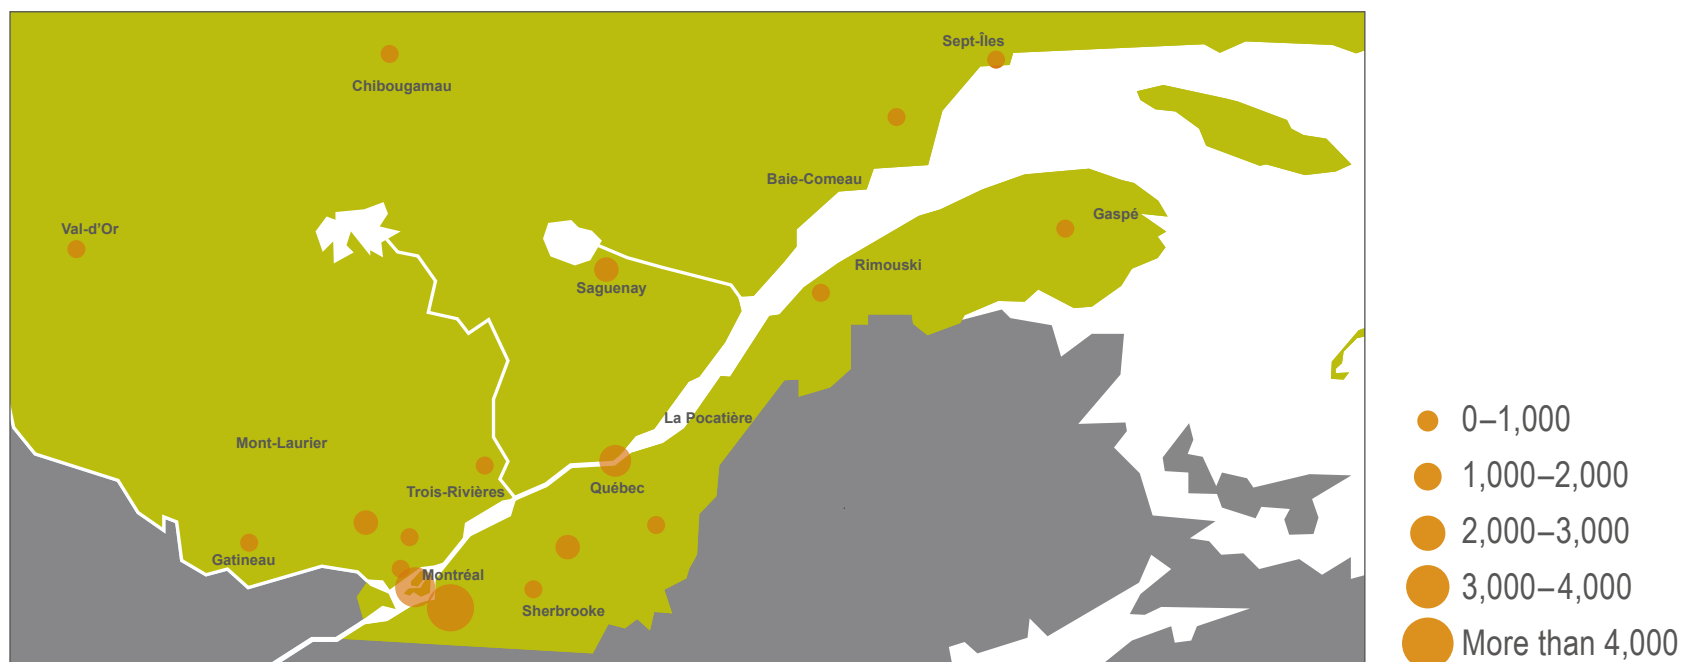 Sept-Îles
Chibougamau
Baie-Comeau
Gaspé
Val-d'Or
Rimouski
Saguenay
La Pocatière
Mont-Laurier
Trois-Rivières
Québec
Gatineau
Montréal
Sherbrooke
0–1,000
1,000–2,000
2,000–3,000
3,000–4,000
More than 4,000